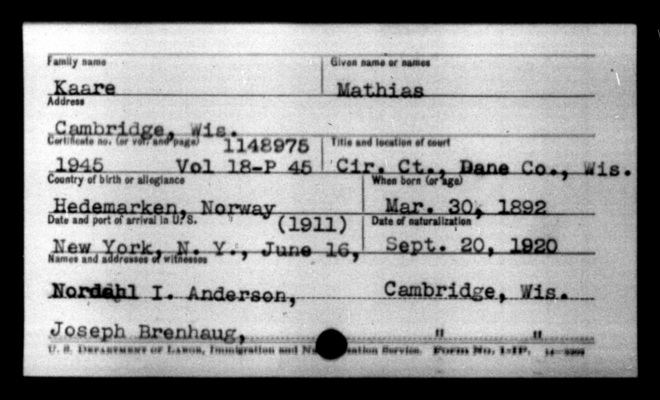 Family name Given name or names
Kaare Mathias
Address
Cambridge, Wis.
Certificate no. (or vol. and page) 1148975 Title and location of court
1945 Vol 18-P 45 Cir. Ct., Dane Co., Wis.
Country of birth or allegiance When born (or age)
Hedemarken, Norway Mar. 30, 1892
Date and port of arrival in U. S. (1911) Date of naturalization
New York, N. Y., June 16, Sept. 20, 1920
Names and addresses of witnesses
Nordahl I. Anderson, Cambridge, Wis.
Joseph Brenhaug, " "
U. S. Department of Labor, Immigration and Service. Form No. 1-IP.